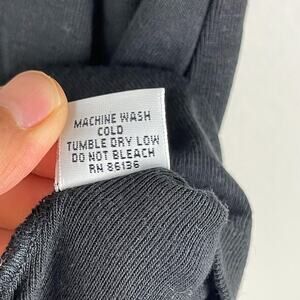 MACHINE WASH
COLD
TUMBLE DRY LOW
DO NOT BLEACH
RN 86136